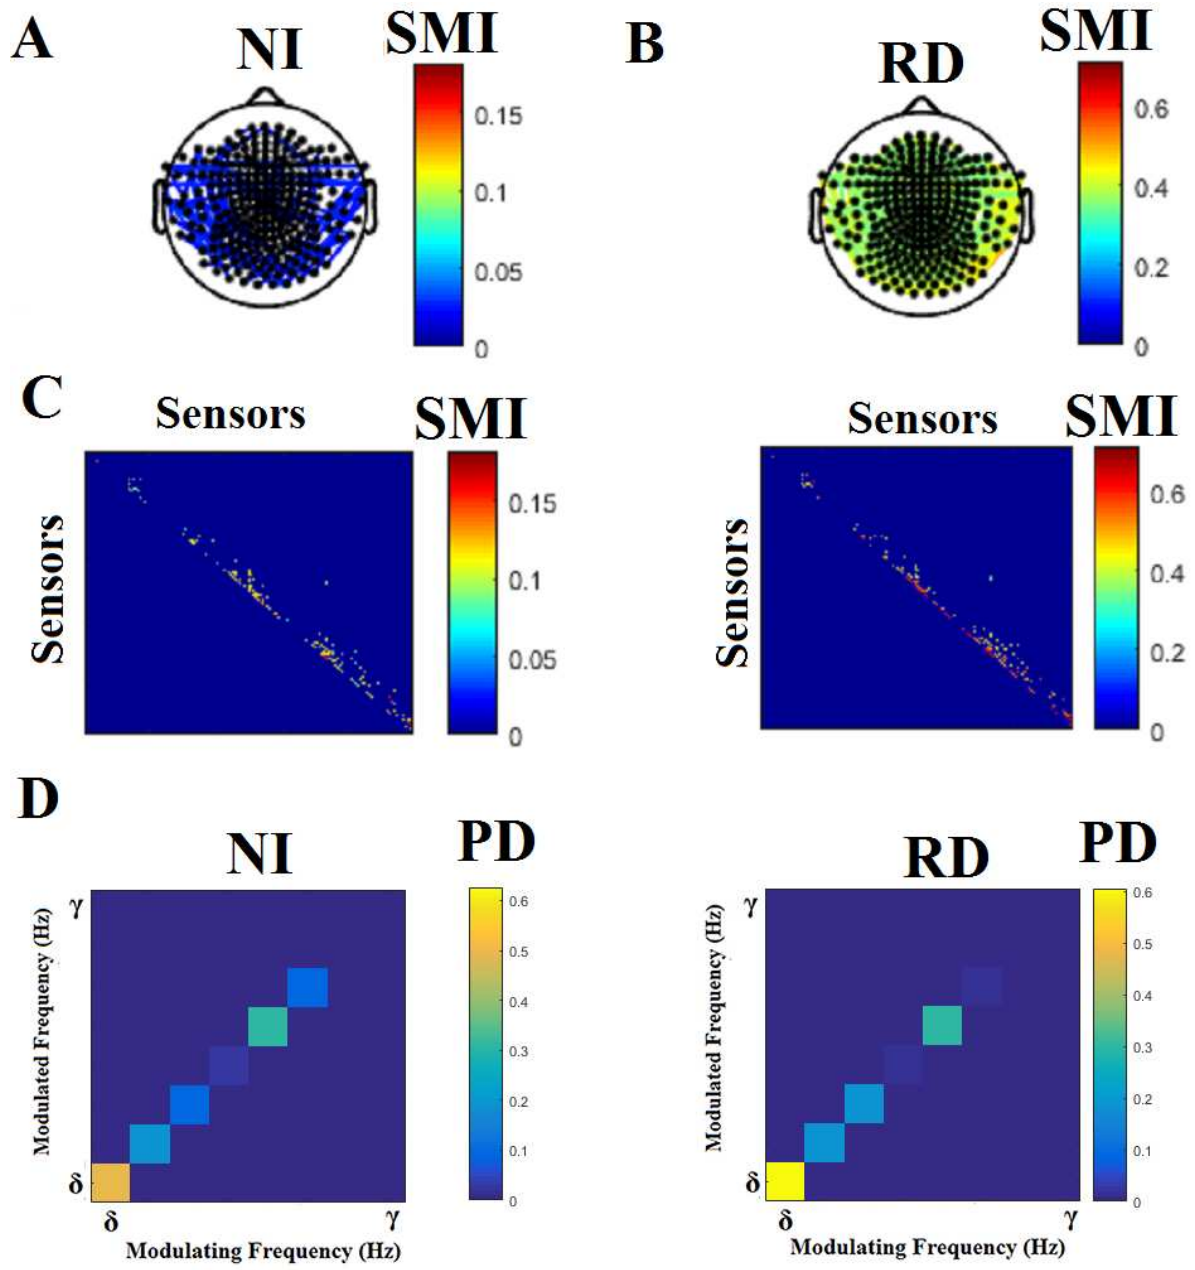 A
NI
SMI
0.15
0.1
0.05
0
B
RD
SMI
0.6
0.4
0.2
0
C
Sensors
SMI
Sensors
0.15
0.1
0.05
0
Sensors
SMI
Sensors
0.6
0.4
0.2
0
D
NI
PD
γ
Modulated Frequency (Hz)
δ
0.6
0.5
0.4
0.3
0.2
0.1
0
δ
γ
Modulating Frequency (Hz)
RD
PD
γ
Modulated Frequency (Hz)
δ
0.6
0.5
0.4
0.3
0.2
0.1
0
δ
γ
Modulating Frequency (Hz)